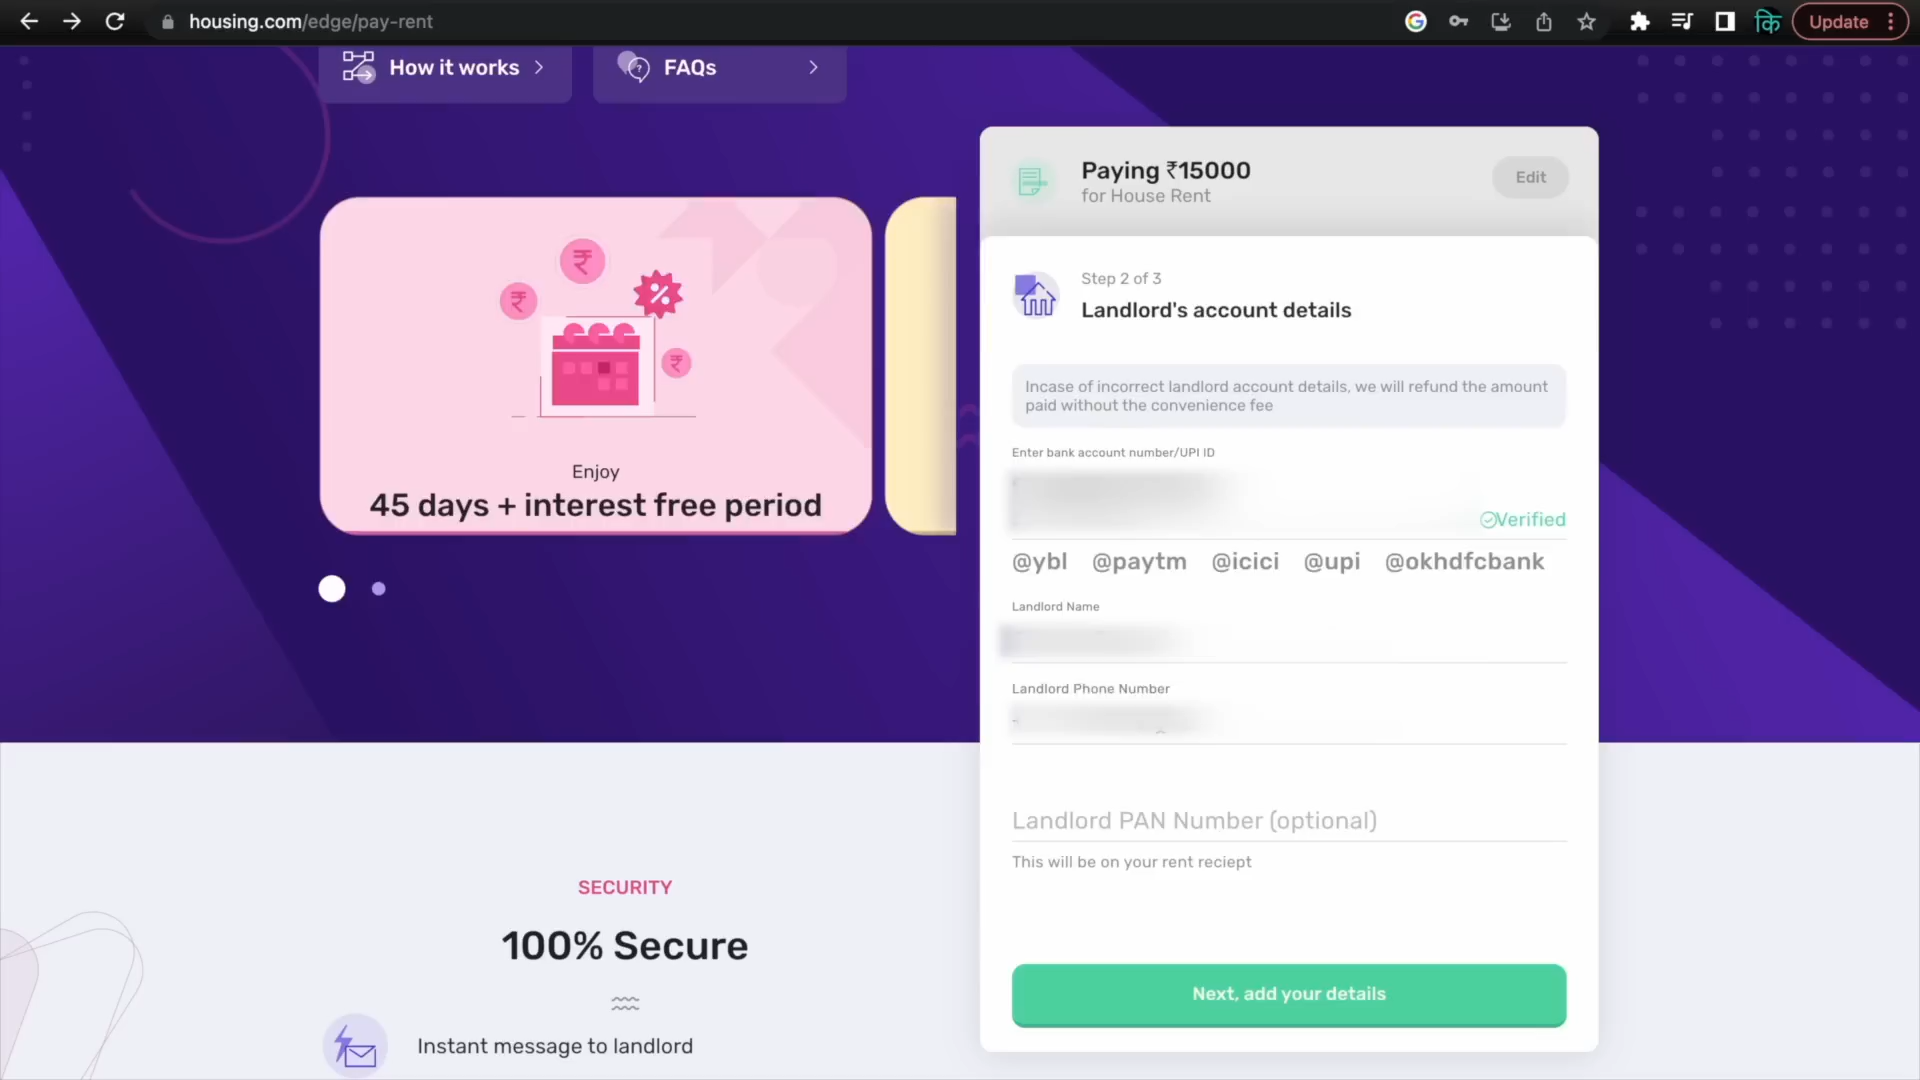 housing.com/edge/pay-rent
कि
Update
How it works
FAQs
Paying ₹15000
for House Rent
Edit
Step 2 of 3
Landlord's account details
Incase of incorrect landlord account details, we will refund the amount
paid without the convenience fee
Enter bank account number/UPI ID
Verified
@ybl @paytm @icici @upi @okhdfcbank
Landlord Name
Landlord Phone Number
Landlord PAN Number (optional)
This will be on your rent reciept
Next, add your details
Enjoy
45 days + interest free period
SECURITY
100% Secure
Instant message to landlord